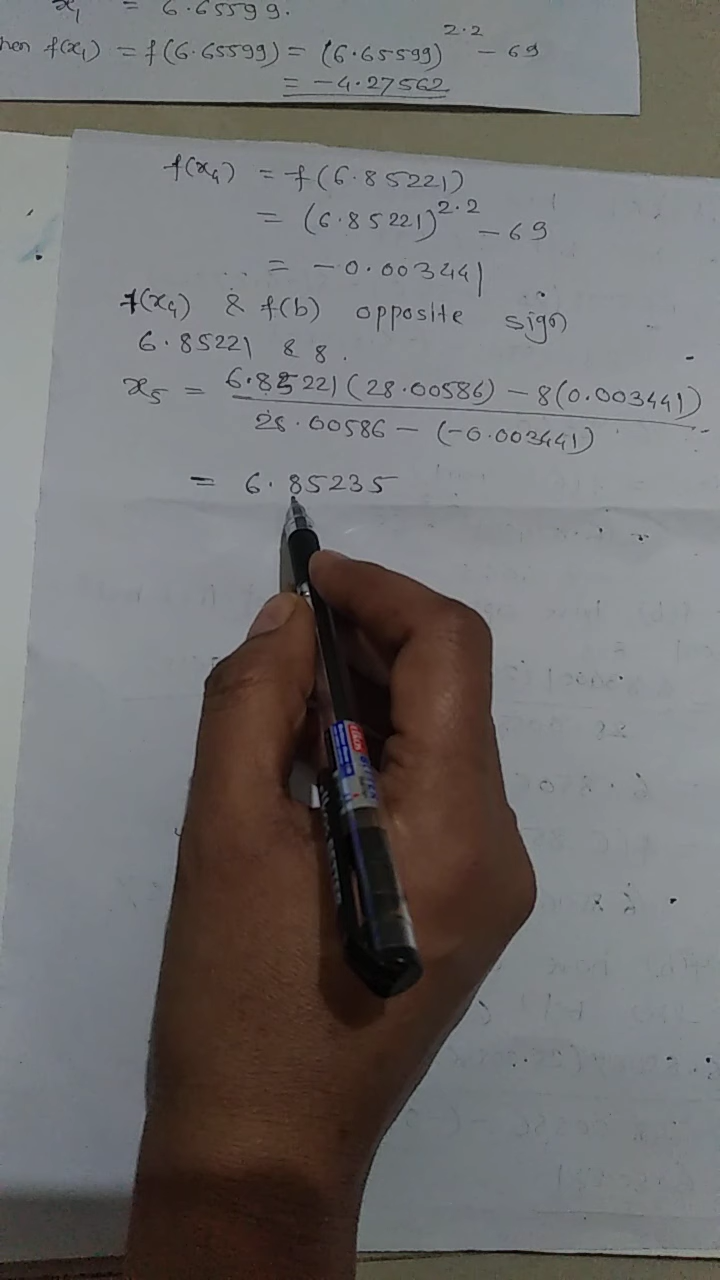 x₁ = 6.65599.
hen f(x₁) = f(6.65599) = (6.65599)^2.2 - 69
= -4.27562
f(x₄) = f(6.85221)
= (6.85221)^2.2 - 69
= -0.003441
f(x₄) & f(b) opposite sign
6.85221 & 8.
x₅ = 6.85221(28.00586) - 8(0.003441)
28.00586 - (-0.003441)
= 6.85235